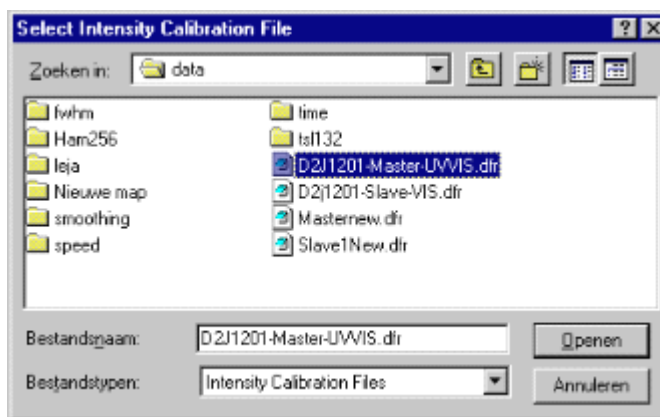 Select Intensity Calibration File
Zoeken in: data
fwhm
Ham256
leja
Nieuwe map
smoothing
speed
time
tsl132
D2J1201-Master-UVVIS.dfr
D2j1201-Slave-VIS.dfr
Masternew.dfr
Slave1New.dfr
Bestandsnaam: D2J1201-Master-UVVIS.dfr Openen
Bestandstypen: Intensity Calibration Files Annuleren